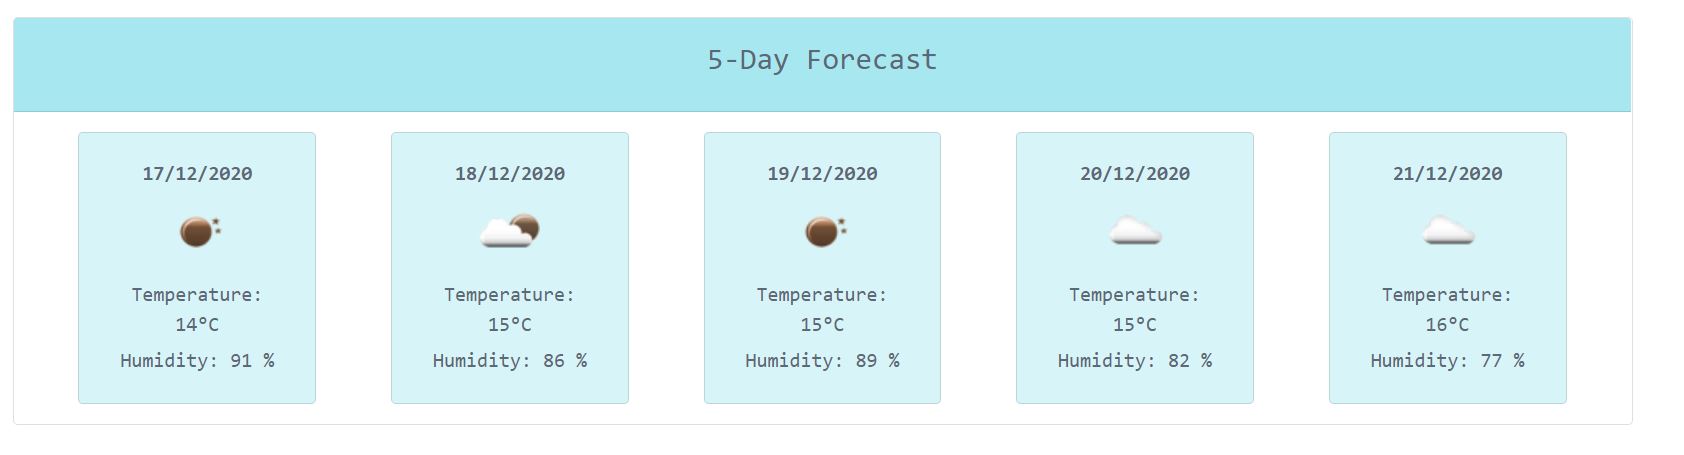 5-Day Forecast
17/12/2020
Temperature:
14°C
Humidity: 91 %
18/12/2020
Temperature:
15°C
Humidity: 86 %
19/12/2020
Temperature:
15°C
Humidity: 89 %
20/12/2020
Temperature:
15°C
Humidity: 82 %
21/12/2020
Temperature:
16°C
Humidity: 77 %